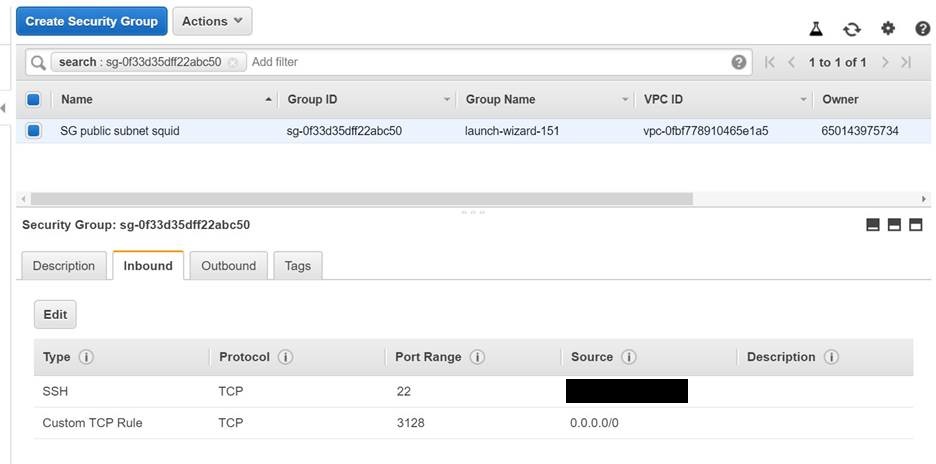 Create Security Group Actions
search : sg-0f33d35dff22abc50 Add filter 1 to 1 of 1
Name Group ID Group Name VPC ID Owner
SG public subnet squid sg-0f33d35dff22abc50 launch-wizard-151 vpc-0fbf778910465e1a5 650143975734
Security Group: sg-0f33d35dff22abc50
Description Inbound Outbound Tags
Edit
Type Protocol Port Range Source Description
SSH TCP 22
Custom TCP Rule TCP 3128 0.0.0.0/0